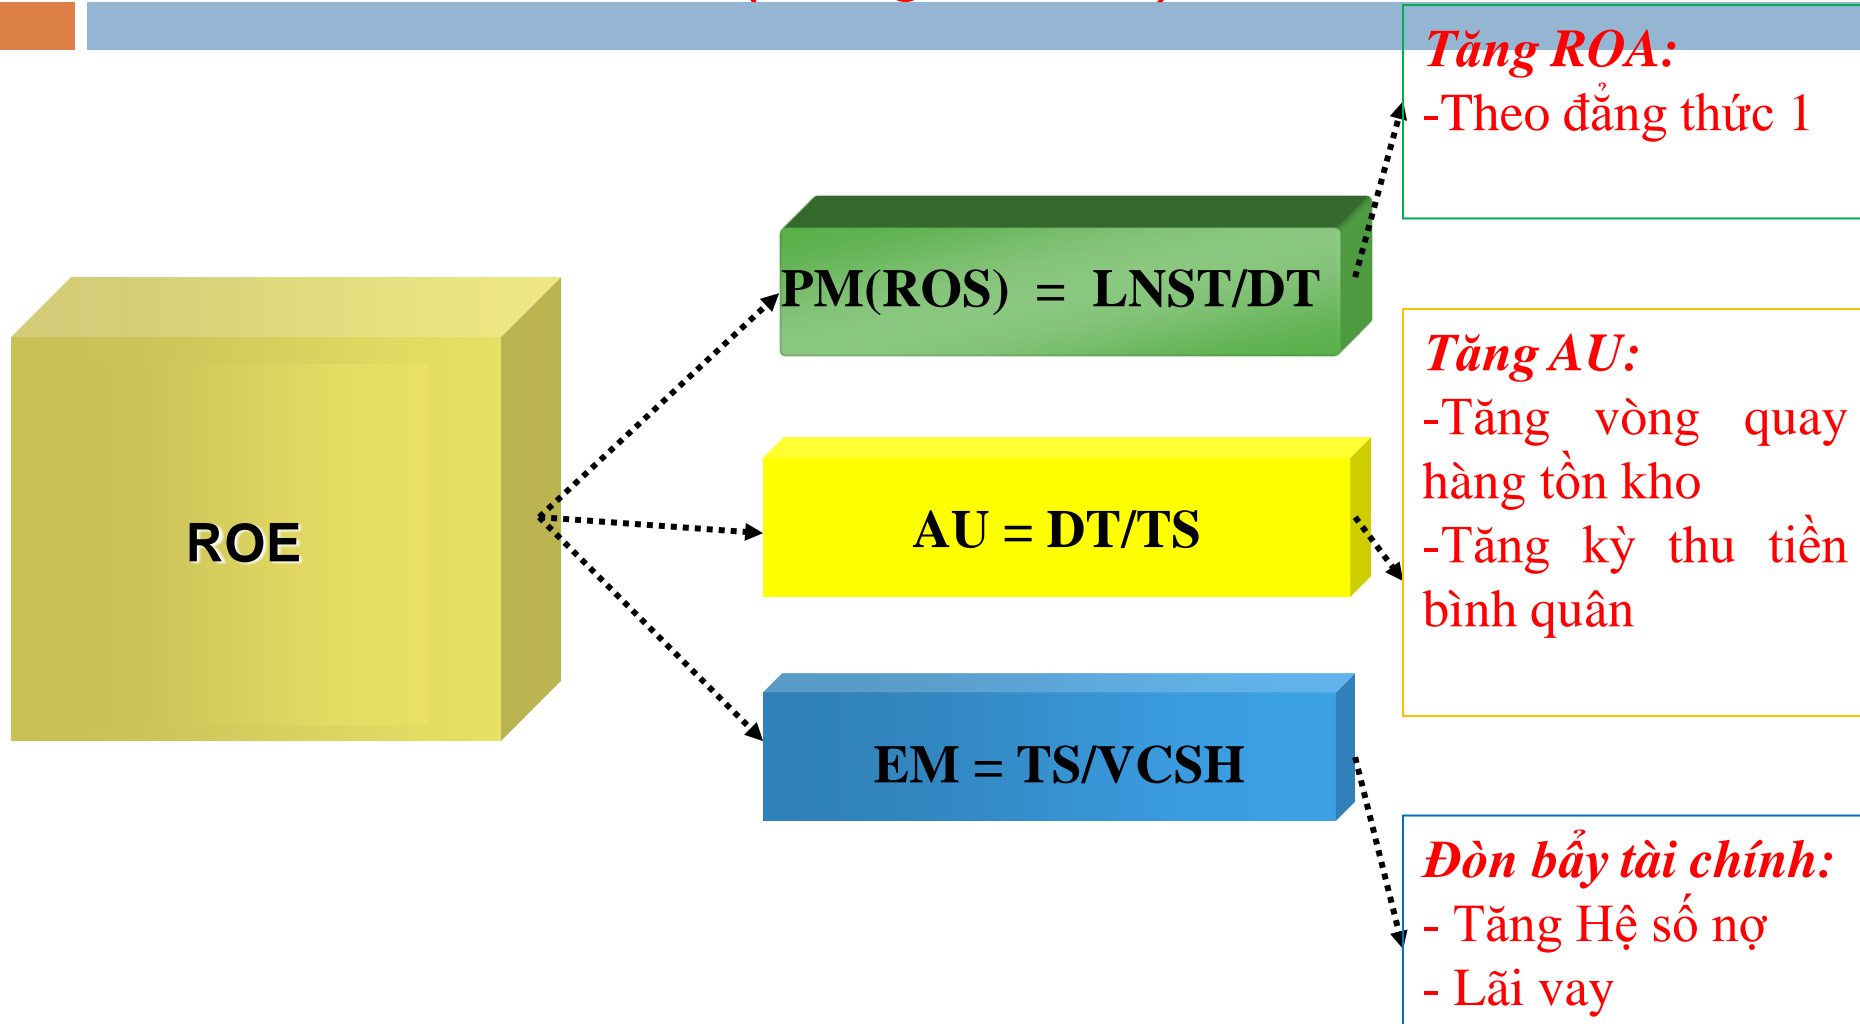 ROE
PM(ROS) = LNST/DT
AU = DT/TS
EM = TS/VCSH
Tăng ROA:
-Theo đẳng thức 1
Tăng AU:
-Tăng vòng quay
hàng tồn kho
-Tăng kỳ thu tiền
bình quân
Đòn bẩy tài chính:
- Tăng Hệ số nợ
- Lãi vay